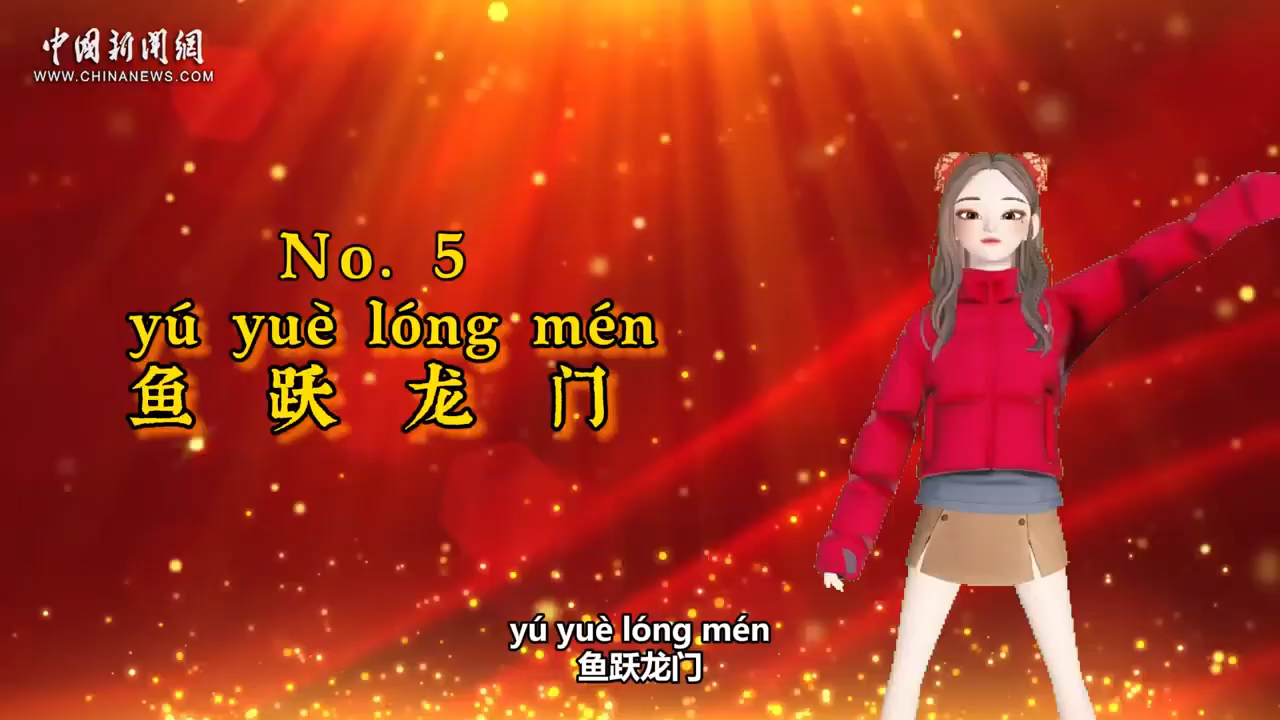 中国新闻網
WWW.CHINANEWS.COM
No. 5
yú yuè lóng mén
鱼 跃 龙 门
yú yuè lóng mén
鱼跃龙门